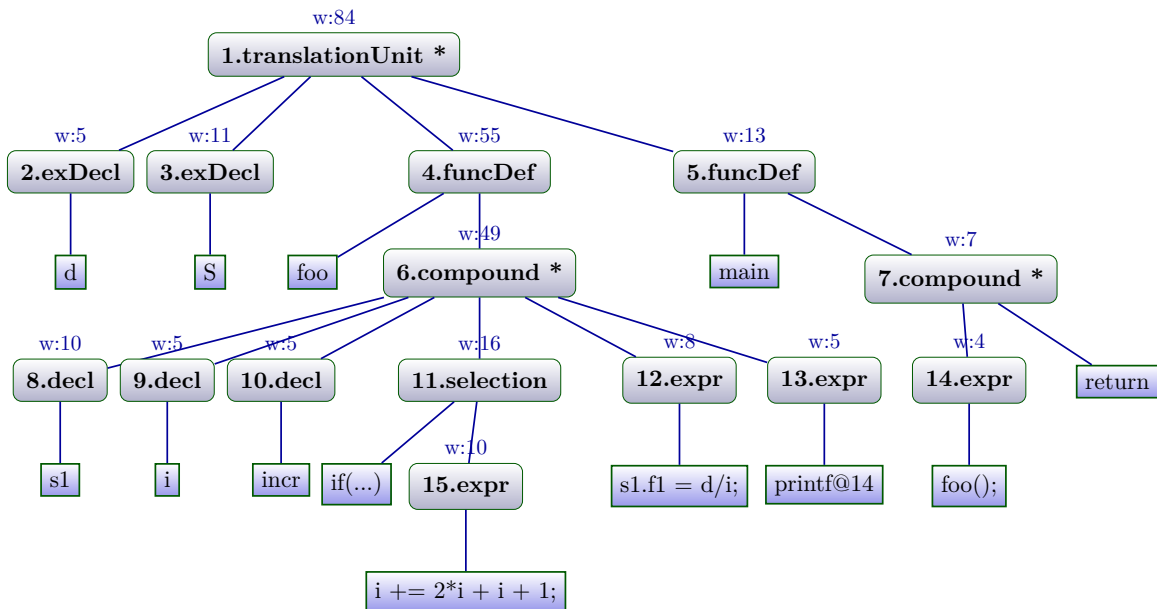 w:84
1.translationUnit *
w:5 w:11 w:55 w:13
2.exDecl 3.exDecl 4.funcDef 5.funcDef
w:49 w:7
d S foo 6.compound * main 7.compound *
w:10 w:5 w:5 w:16 w:8 w:5 w:4
8.decl 9.decl 10.decl 11.selection 12.expr 13.expr 14.expr return
w:10
s1 i incr if(...) 15.expr s1.f1 = d/i; printf@14 foo();
i += 2*i + i + 1;